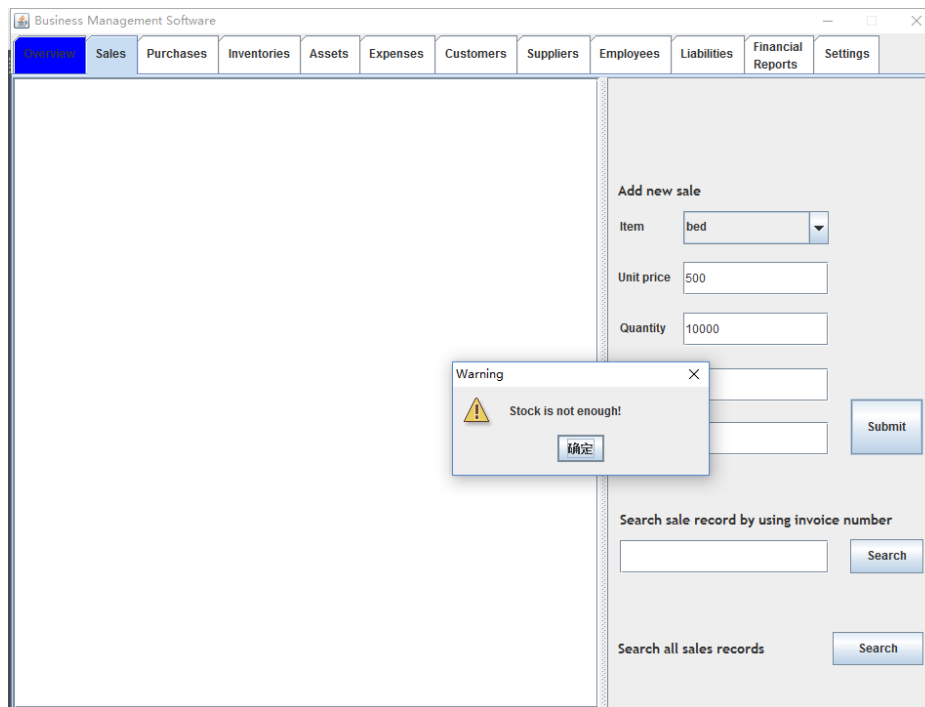 Business Management Software
Overview Sales Purchases Inventories Assets Expenses Customers Suppliers Employees Liabilities Financial Reports Settings
Add new sale
Item bed
Unit price 500
Quantity 10000
Warning
Stock is not enough!
确定
Submit
Search sale record by using invoice number
Search
Search all sales records Search